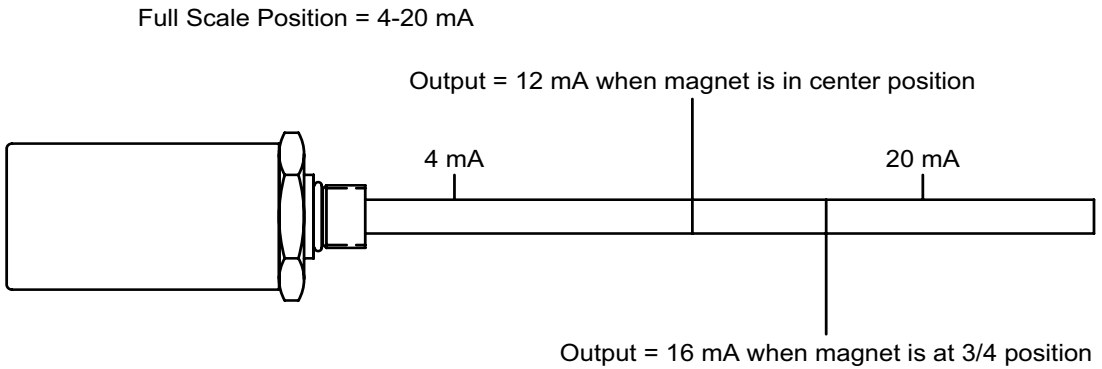 Full Scale Position = 4-20 mA
Output = 12 mA when magnet is in center position
4 mA
20 mA
Output = 16 mA when magnet is at 3/4 position